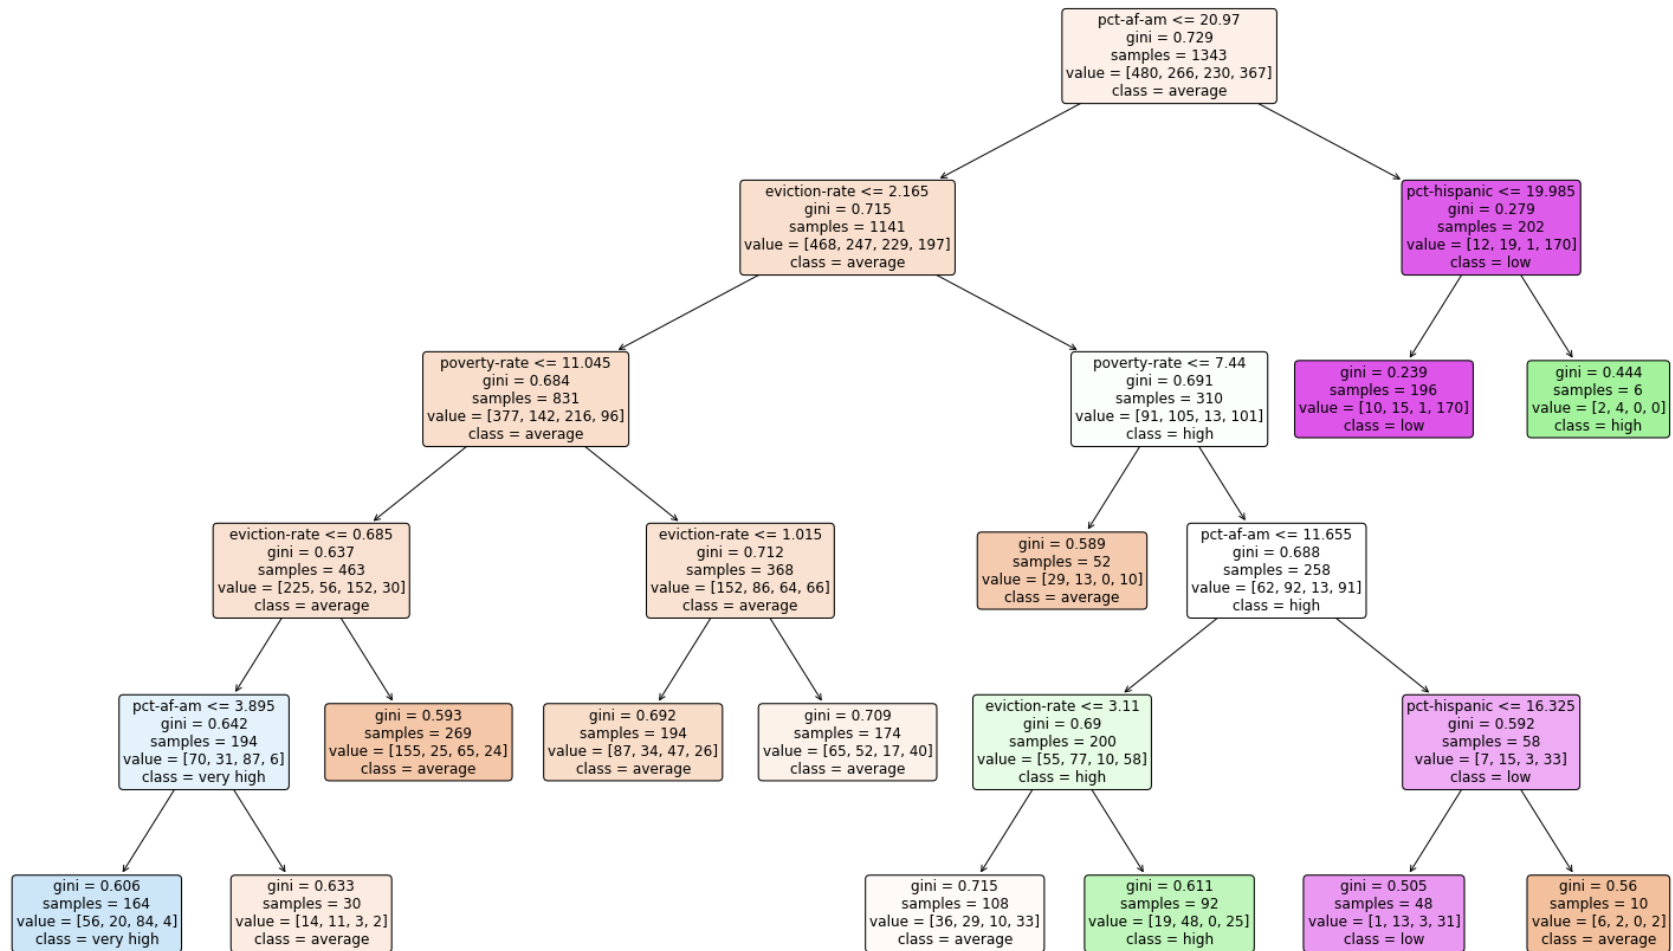 pct-af-am <= 20.97
gini = 0.729
samples = 1343
value = [480, 266, 230, 367]
class = average
eviction-rate <= 2.165
gini = 0.715
samples = 1141
value = [468, 247, 229, 197]
class = average
pct-hispanic <= 19.985
gini = 0.279
samples = 202
value = [12, 19, 1, 170]
class = low
poverty-rate <= 11.045
gini = 0.684
samples = 831
value = [377, 142, 216, 96]
class = average
poverty-rate <= 7.44
gini = 0.691
samples = 310
value = [91, 105, 13, 101]
class = high
gini = 0.239
samples = 196
value = [10, 15, 1, 170]
class = low
gini = 0.444
samples = 6
value = [2, 4, 0, 0]
class = high
eviction-rate <= 0.685
gini = 0.637
samples = 463
value = [225, 56, 152, 30]
class = average
eviction-rate <= 1.015
gini = 0.712
samples = 368
value = [152, 86, 64, 66]
class = average
gini = 0.589
samples = 52
value = [29, 13, 0, 10]
class = average
pct-af-am <= 11.655
gini = 0.688
samples = 258
value = [62, 92, 13, 91]
class = high
pct-af-am <= 3.895
gini = 0.642
samples = 194
value = [70, 31, 87, 6]
class = very high
gini = 0.593
samples = 269
value = [155, 25, 65, 24]
class = average
gini = 0.692
samples = 194
value = [87, 34, 47, 26]
class = average
gini = 0.709
samples = 174
value = [65, 52, 17, 40]
class = average
eviction-rate <= 3.11
gini = 0.69
samples = 200
value = [55, 77, 10, 58]
class = high
pct-hispanic <= 16.325
gini = 0.592
samples = 58
value = [7, 15, 3, 33]
class = low
gini = 0.606
samples = 164
value = [56, 20, 84, 4]
class = very high
gini = 0.633
samples = 30
value = [14, 11, 3, 2]
class = average
gini = 0.715
samples = 108
value = [36, 29, 10, 33]
class = average
gini = 0.611
samples = 92
value = [19, 48, 0, 25]
class = high
gini = 0.505
samples = 48
value = [1, 13, 3, 31]
class = low
gini = 0.56
samples = 10
value = [6, 2, 0, 2]
class = average